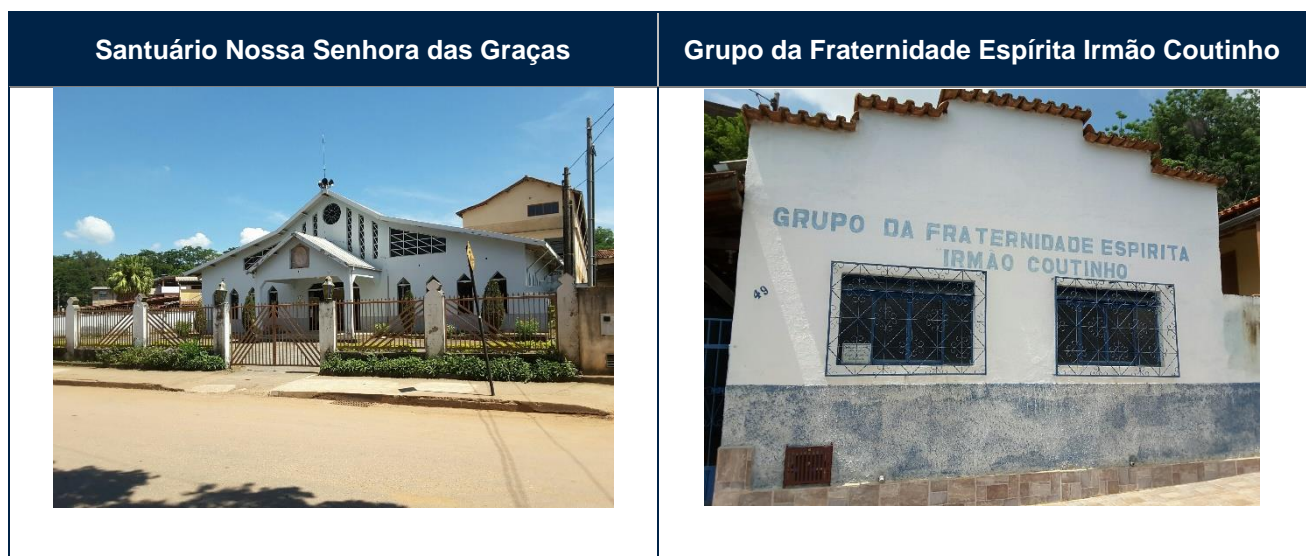 Santuário Nossa Senhora das Graças
Grupo da Fraternidade Espírita Irmão Coutinho
GRUPO DA FRATERNIDADE ESPIRITA
IRMÃO COUTINHO
49